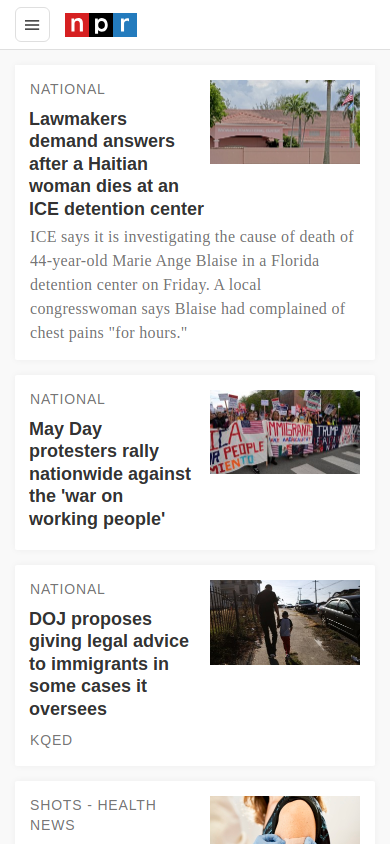 npr
NATIONAL
Lawmakers
demand answers
after a Haitian
woman dies at an
ICE detention center
ICE says it is investigating the cause of death of
44-year-old Marie Ange Blaise in a Florida
detention center on Friday. A local
congresswoman says Blaise had complained of
chest pains "for hours."
NATIONAL
May Day
protesters rally
nationwide against
the 'war on
working people'
IMMIGRANT
TRUMP
PEOPLE
NATIONAL
DOJ proposes
giving legal advice
to immigrants in
some cases it
oversees
KQED
SHOTS - HEALTH
NEWS